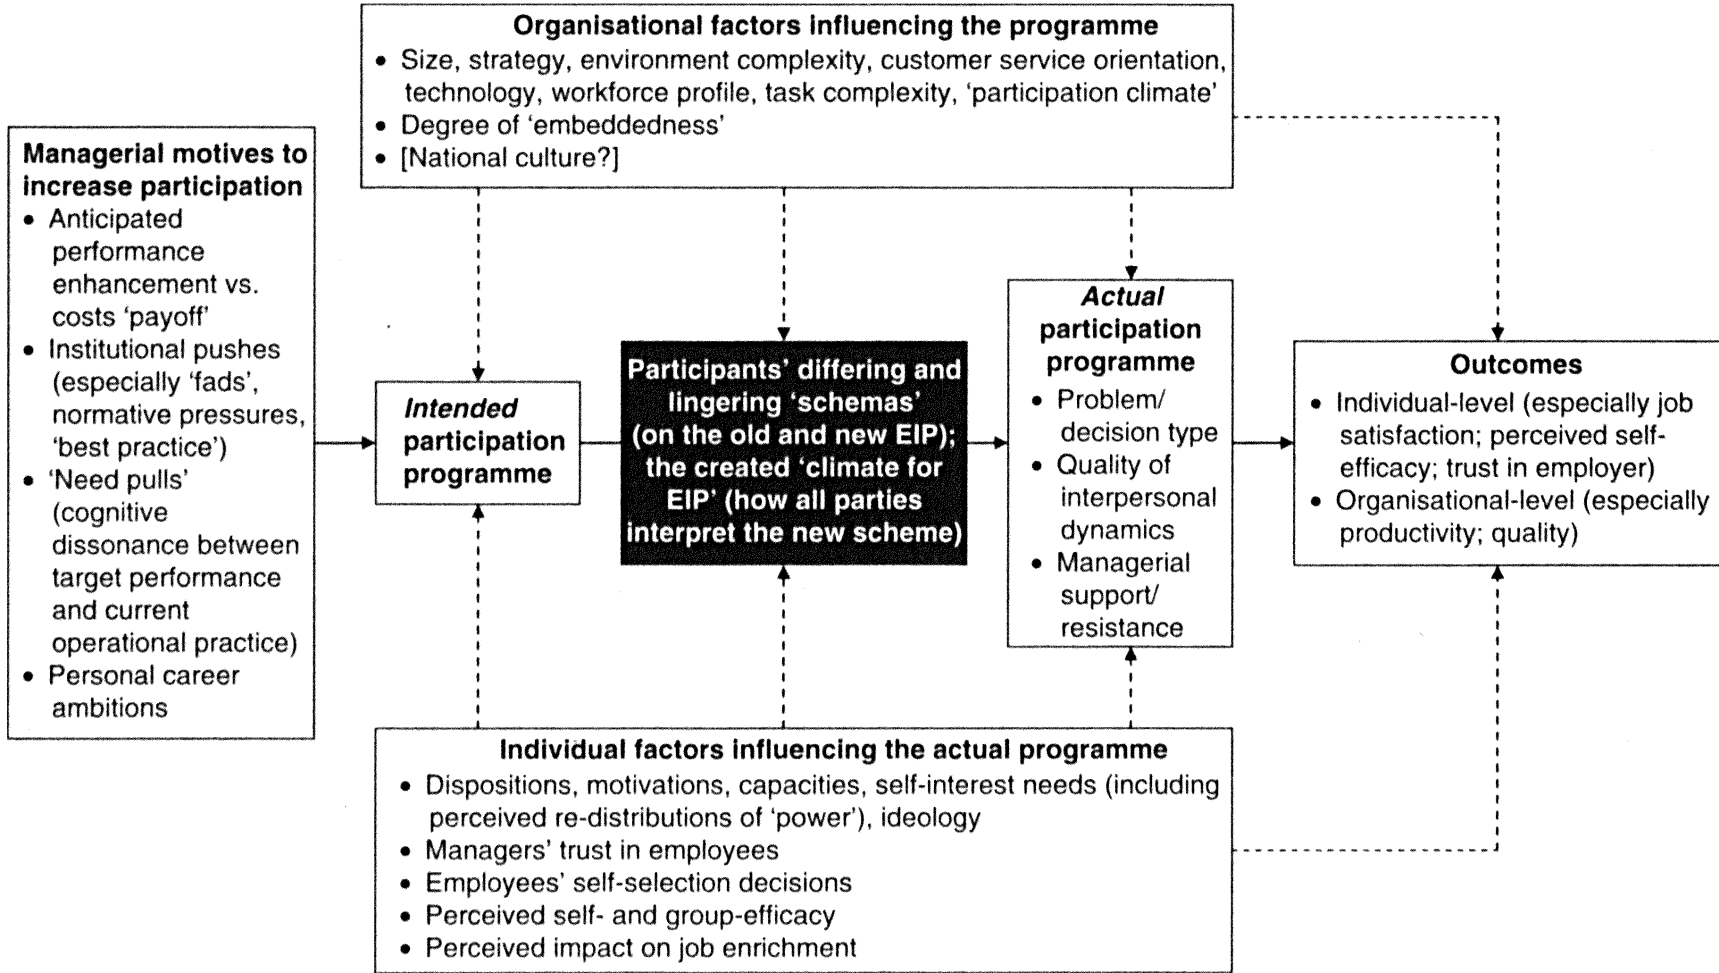 Organisational factors influencing the programme
• Size, strategy, environment complexity, customer service orientation,
technology, workforce profile, task complexity, ‘participation climate’
• Degree of ‘embeddedness’
• [National culture?]
Managerial motives to
increase participation
• Anticipated
performance
enhancement vs.
costs ‘payoff’
• Institutional pushes
(especially ‘fads’,
normative pressures,
‘best practice’)
• ‘Need pulls’
(cognitive
dissonance between
target performance
and current
operational practice)
• Personal career
ambitions
Intended
participation
programme
Participants’ differing and
lingering ‘schemas’
(on the old and new EIP);
the created ‘climate for
EIP’ (how all parties
interpret the new scheme)
Actual
participation
programme
• Problem/
decision type
• Quality of
interpersonal
dynamics
• Managerial
support/
resistance
Outcomes
• Individual-level (especially job
satisfaction; perceived self-
efficacy; trust in employer)
• Organisational-level (especially
productivity; quality)
Individual factors influencing the actual programme
• Dispositions, motivations, capacities, self-interest needs (including
perceived re-distributions of ‘power’), ideology
• Managers’ trust in employees
• Employees’ self-selection decisions
• Perceived self- and group-efficacy
• Perceived impact on job enrichment